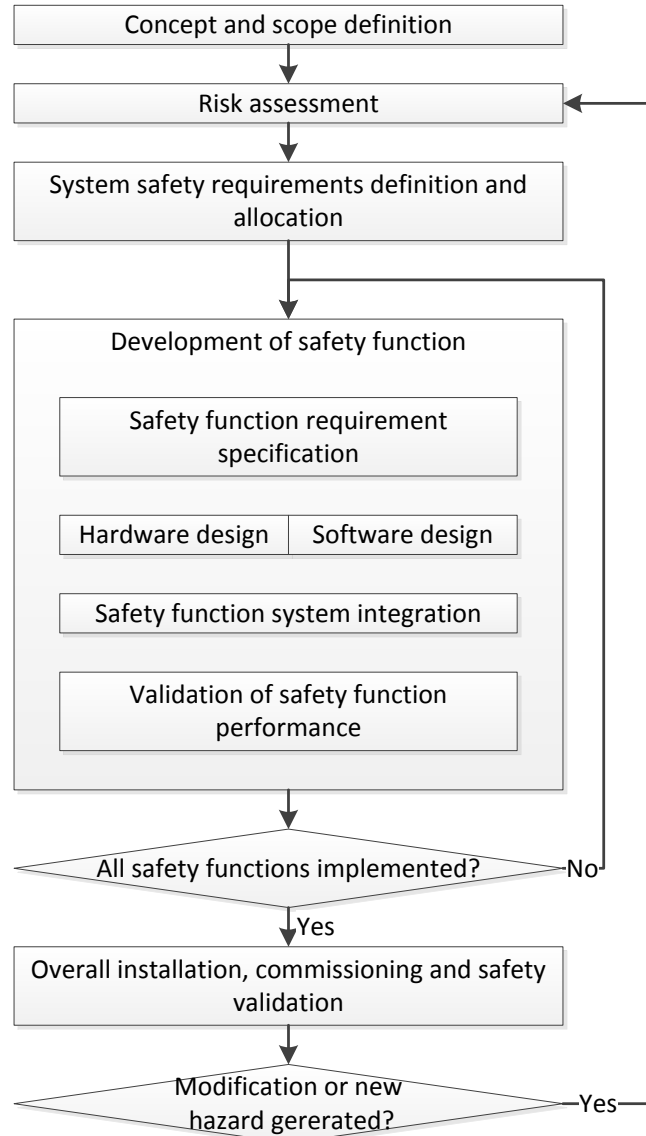 Concept and scope definition
Risk assessment
System safety requirements definition and
allocation
Development of safety function
Safety function requirement
specification
Hardware design
Software design
Safety function system integration
Validation of safety function
performance
All safety functions implemented?
No
Yes
Overall installation, commissioning and safety
validation
Modification or new
hazard gererated?
Yes